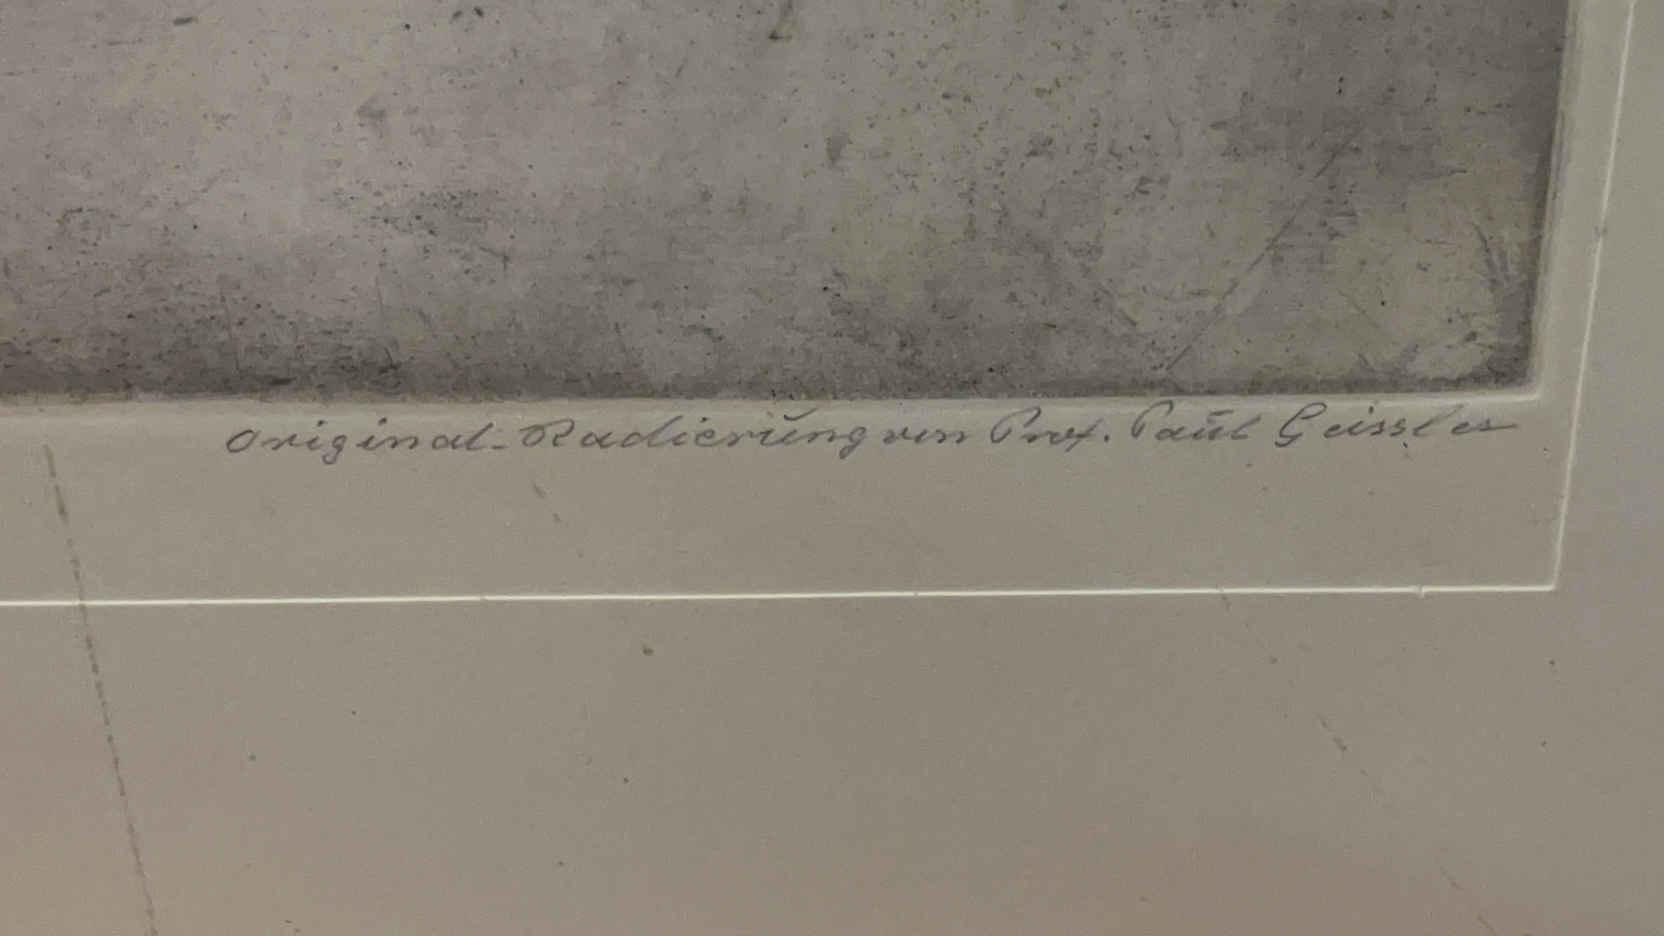 Original-Radierung von Prof. Paul Geissler